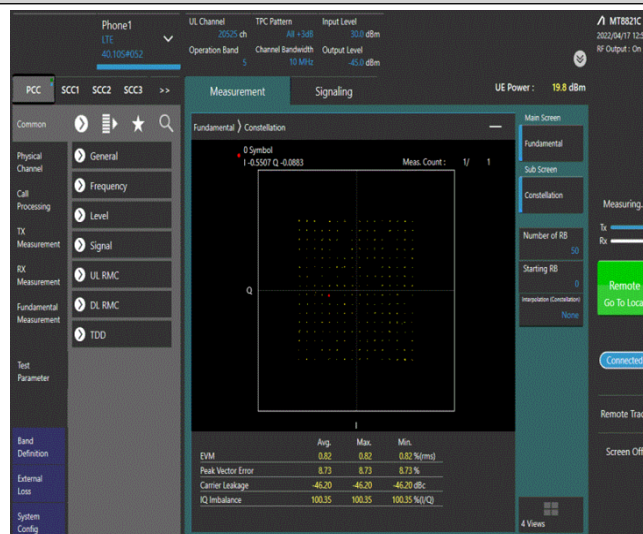 Phone1
LTE
40.105#052
UL Channel TPC Pattern Input Level
20525 ch All +3dB 30.0 dBm
Operation Band Channel Bandwidth Output Level
5 10 MHz -45.0 dBm
MT8821C
2022/04/17 12:5
RF Output : On
PCC SCC1 SCC2 SCC3 >>
Measurement Signaling
UE Power : 19.8 dBm
Common
Physical
Channel
Call
Processing
TX
Measurement
RX
Measurement
Fundamental
Measurement
Test
Parameter
Band
Definition
External
Loss
System
Config
General
Frequency
Level
Signal
UL RMC
DL RMC
TDD
Fundamental 〉 Constellation
0 Symbol
I -0.5507 Q -0.0883 Meas. Count : 1/ 1
Q
I
Avg. Max. Min.
EVM 0.82 0.82 0.82 %(rms)
Peak Vector Error 8.73 8.73 8.73 %
Carrier Leakage -46.20 -46.20 -46.20 dBc
IQ Imbalance 100.35 100.35 100.35 %(I/Q)
Main Screen
Fundamental
Sub Screen
Constellation
Number of RB
50
Starting RB
0
Interpolation (Constellation)
None
4 Views
Measuring.
Tx
Rx
Remote
Go To Loca
Connected
Remote Trac
Screen Off